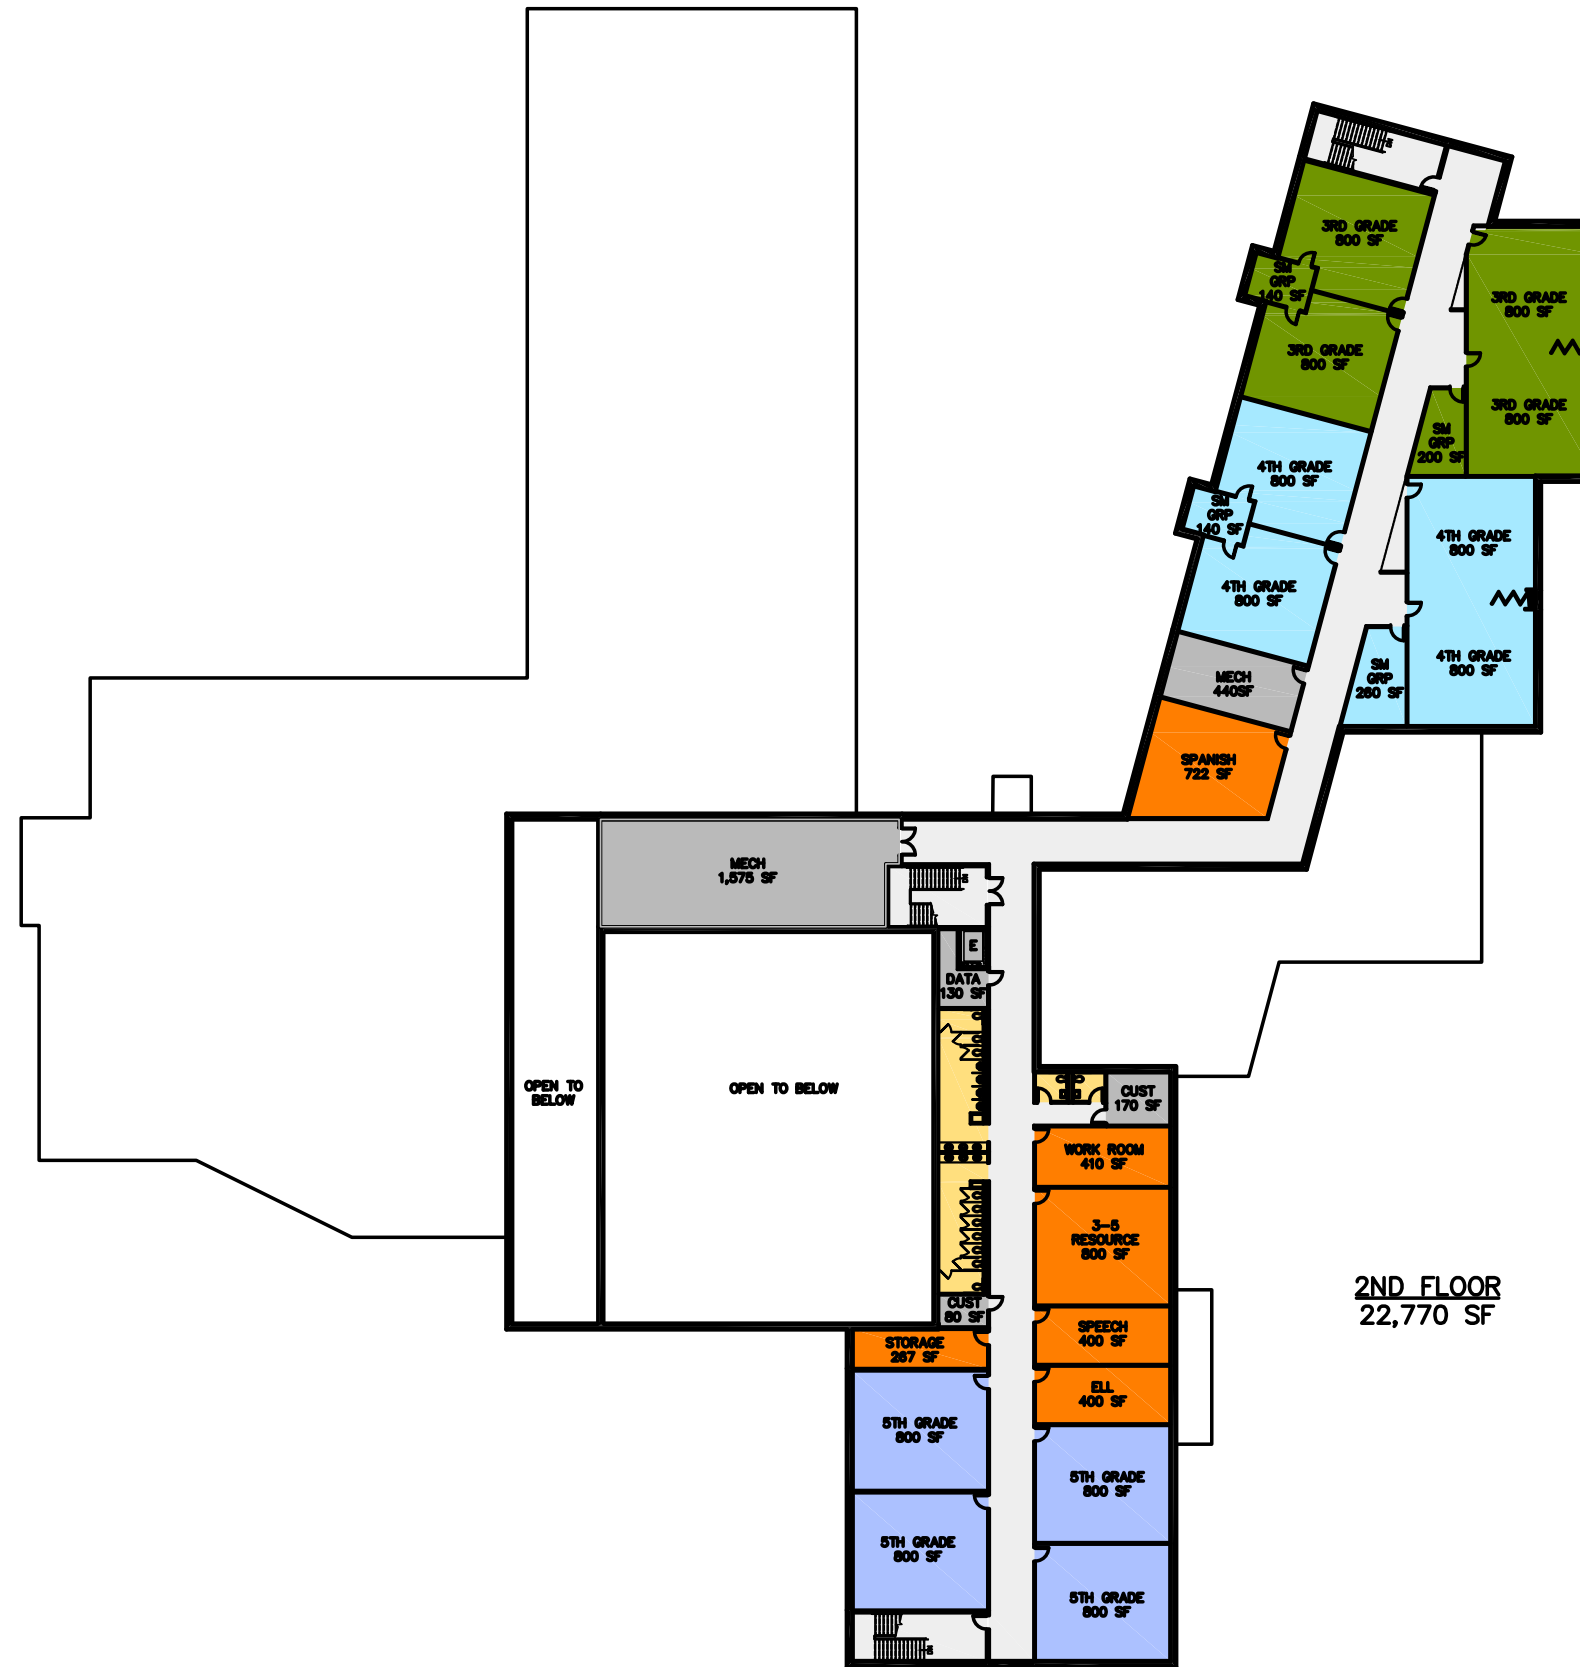 3RD GRADE
800 SF
SM
GRP
140 SF
3RD GRADE
800 SF
3RD GRADE
800 SF
3RD GRADE
800 SF
SM
GRP
200 SF
4TH GRADE
800 SF
SM
GRP
140 SF
4TH GRADE
800 SF
4TH GRADE
800 SF
4TH GRADE
800 SF
SM
GRP
260 SF
MECH
440SF
SPANISH
722 SF
MECH
1,575 SF
E
DATA
130 SF
OPEN TO
BELOW
OPEN TO BELOW
CUST
170 SF
WORK ROOM
410 SF
3-5
RESOURCE
800 SF
CUST
80 SF
SPEECH
400 SF
STORAGE
267 SF
ELL
400 SF
5TH GRADE
800 SF
5TH GRADE
800 SF
5TH GRADE
800 SF
5TH GRADE
800 SF
2ND FLOOR
22,770 SF